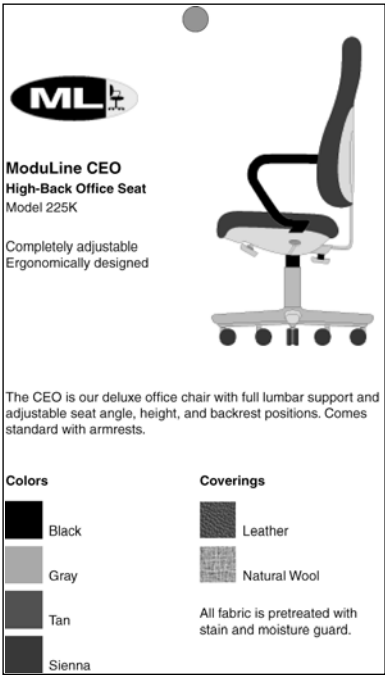 ML
ModuLine CEO
High-Back Office Seat
Model 225K
Completely adjustable
Ergonomically designed
The CEO is our deluxe office chair with full lumbar support and
adjustable seat angle, height, and backrest positions. Comes
standard with armrests.
Colors
Black
Gray
Tan
Sienna
Coverings
Leather
Natural Wool
All fabric is pretreated with
stain and moisture guard.